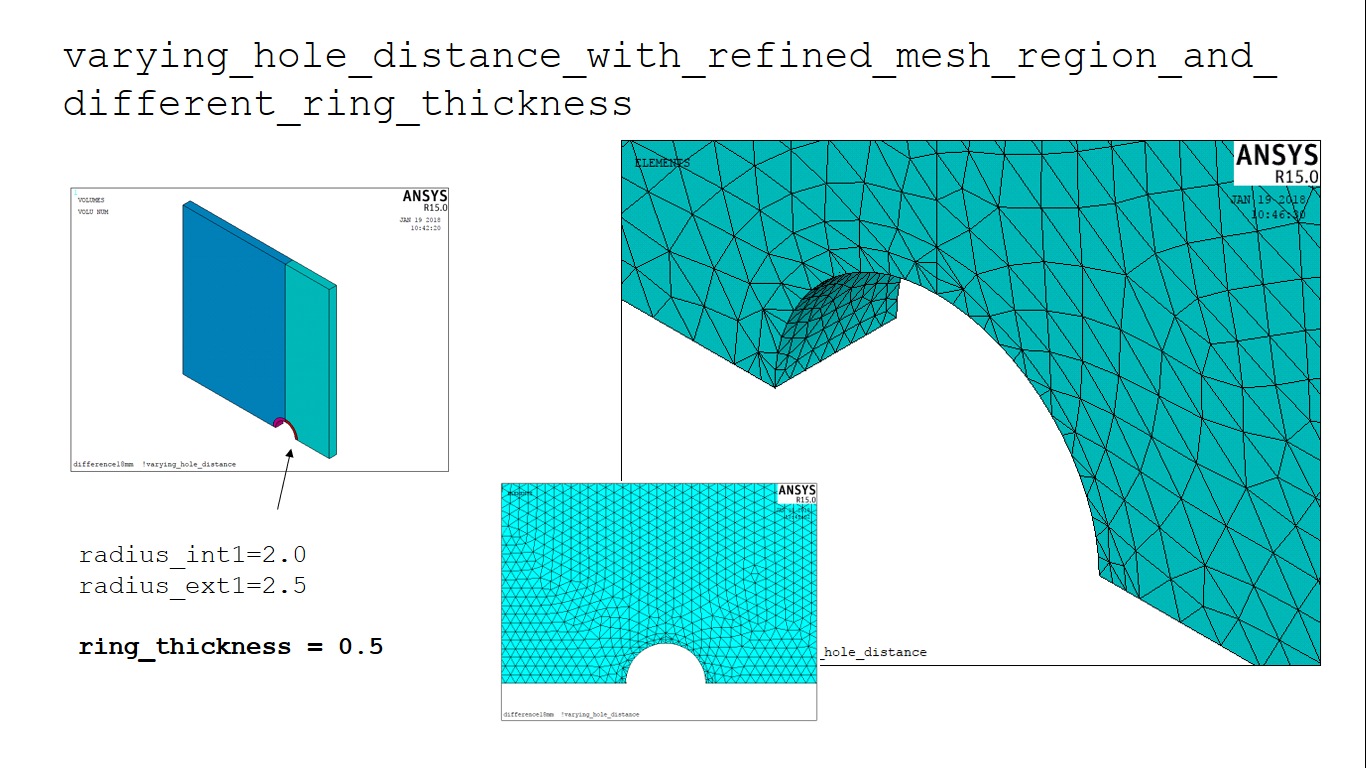 varying_hole_distance_with_refined_mesh_region_and_
different_ring_thickness
VOLUMES
VOLU NUM
ANSYS
R15.0
JAN 19 2018
10:42:20
difference18mm !varying_hole_distance
radius_int1=2.0
radius_ext1=2.5
ring_thickness = 0.5
ELEMENTS
ANSYS
R15.0
JAN 19 2018
10:46:30
_hole_distance
ELEMENTS
ANSYS
R15.0
difference18mm !varying_hole_distance